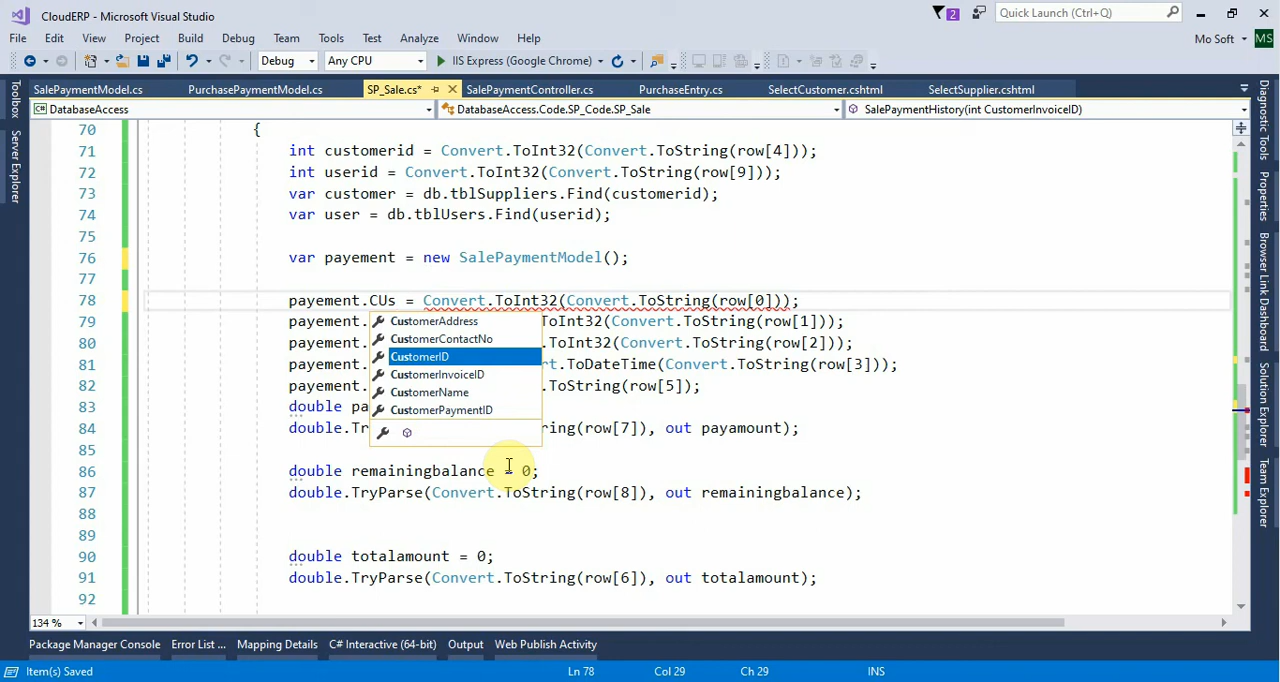 CloudERP - Microsoft Visual Studio
2
Quick Launch (Ctrl+Q)
File Edit View Project Build Debug Team Tools Test Analyze Window Help
Mo Soft MS
Debug Any CPU IIS Express (Google Chrome)
SalePaymentModel.cs PurchasePaymentModel.cs SP_Sale.cs* SalePaymentController.cs PurchaseEntry.cs SelectCustomer.cshtml SelectSupplier.cshtml
DatabaseAccess DatabaseAccess.Code.SP_Code.SP_Sale SalePaymentHistory(int CustomerInvoiceID)
Toolbox
Server Explorer
70 {
71 int customerid = Convert.ToInt32(Convert.ToString(row[4]));
72 int userid = Convert.ToInt32(Convert.ToString(row[9]));
73 var customer = db.tblSuppliers.Find(customerid);
74 var user = db.tblUsers.Find(userid);
75
76 var payement = new SalePaymentModel();
77
78 payement.CUs = Convert.ToInt32(Convert.ToString(row[0]));
79 payement. ToInt32(Convert.ToString(row[1]));
80 payement. .ToInt32(Convert.ToString(row[2]));
81 payement. t.ToDateTime(Convert.ToString(row[3]));
82 payement. .ToString(row[5]);
83 double pa
84 double.Tr ring(row[7]), out payamount);
85
86 double remainingbalance = 0;
87 double.TryParse(Convert.ToString(row[8]), out remainingbalance);
88
89
90 double totalamount = 0;
91 double.TryParse(Convert.ToString(row[6]), out totalamount);
92
CustomerAddress
CustomerContactNo
CustomerID
CustomerInvoiceID
CustomerName
CustomerPaymentID
Diagnostic Tools
Properties
Browser Link Dashboard
Solution Explorer
Team Explorer
134 %
Package Manager Console Error List ... Mapping Details C# Interactive (64-bit) Output Web Publish Activity
Item(s) Saved Ln 78 Col 29 Ch 29 INS